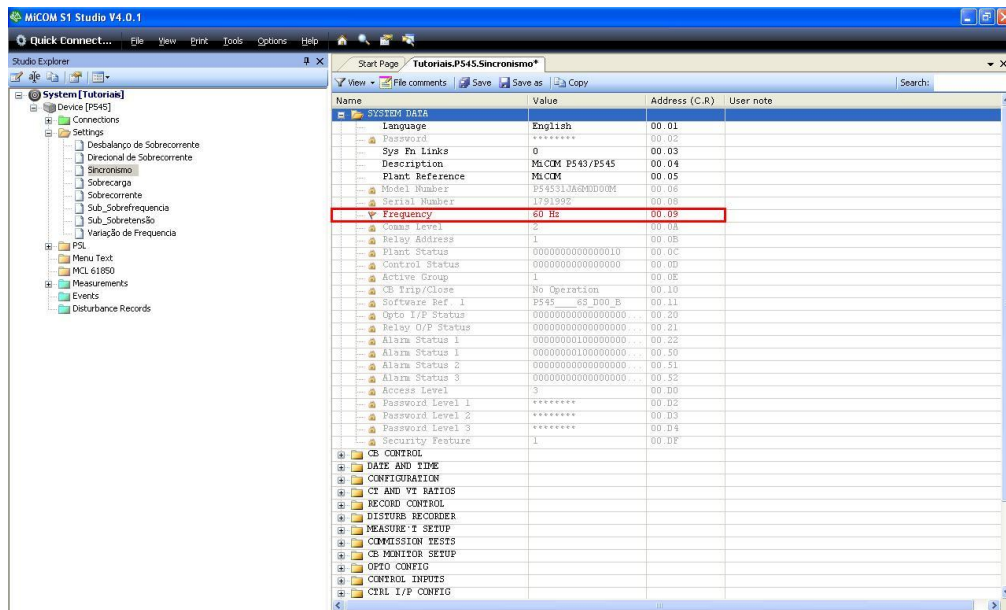 MiCOM S1 Studio V4.0.1
Quick Connect... File View Print Tools Options Help
Studio Explorer
System [Tutoriais]
Device [P545]
Connections
Settings
Desbalanço de Sobrecorrente
Direcional de Sobrecorrente
Sincronismo
Sobrecarga
Sobrecorrente
Sub_Sobrefrequencia
Sub_Sobretensão
Variação de Frequencia
PSL
Menu Text
MCL 61850
Measurements
Events
Disturbance Records
Start Page Tutoriais.P545.Sincronismo*
View File comments Save Save as Copy Search:
Name Value Address (C.R) User note
SYSTEM DATA
Language English 00.01
Password ******** 00.02
Sys Fn Links 0 00.03
Description MiCOM P543/P545 00.04
Plant Reference MiCOM 00.05
Model Number P54531JA6M0D00M 00.06
Serial Number 179199Z 00.08
Frequency 60 Hz 00.09
Comms Level 2 00.0A
Relay Address 1 00.0B
Plant Status 0000000000000010 00.0C
Control Status 0000000000000000 00.0D
Active Group 1 00.0E
CB Trip/Close No Operation 00.10
Software Ref. 1 P545____65_D00_B 00.11
Opto I/P Status 00000000000000000... 00.20
Relay O/P Status 00000000000000000... 00.21
Alarm Status 1 00000000100000000... 00.22
Alarm Status 1 00000000100000000... 00.50
Alarm Status 2 00000000000000000... 00.51
Alarm Status 3 00000000000000000... 00.52
Access Level 3 00.D0
Password Level 1 ******** 00.D2
Password Level 2 ******** 00.D3
Password Level 3 ******** 00.D4
Security Feature 1 00.DF
CB CONTROL
DATE AND TIME
CONFIGURATION
CT AND VT RATIOS
RECORD CONTROL
DISTURB RECORDER
MEASURE'T SETUP
COMMISSION TESTS
CB MONITOR SETUP
OPTO CONFIG
CONTROL INPUTS
CTRL I/P CONFIG